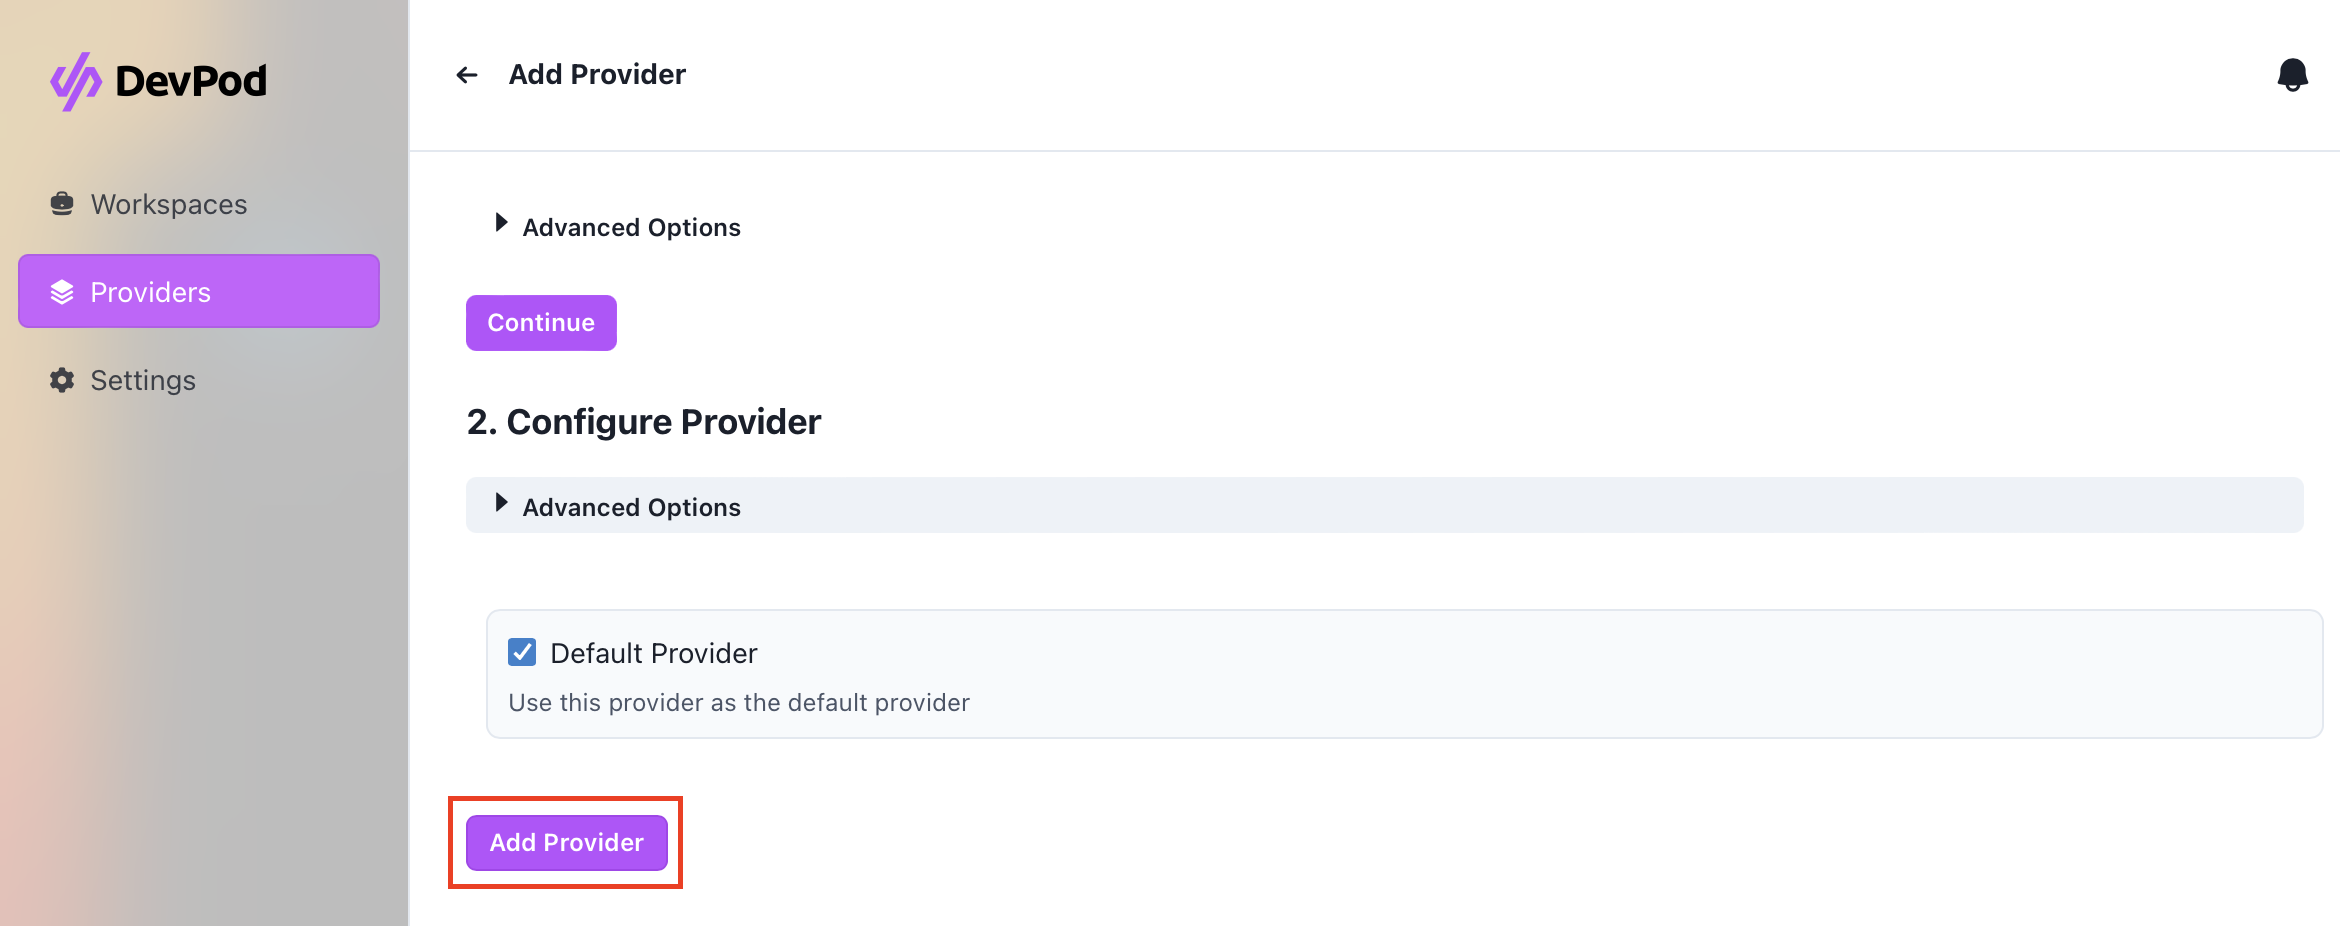 DevPod
Workspaces
Providers
Settings
Add Provider
Advanced Options
Continue
2. Configure Provider
Advanced Options
Default Provider
Use this provider as the default provider
Add Provider